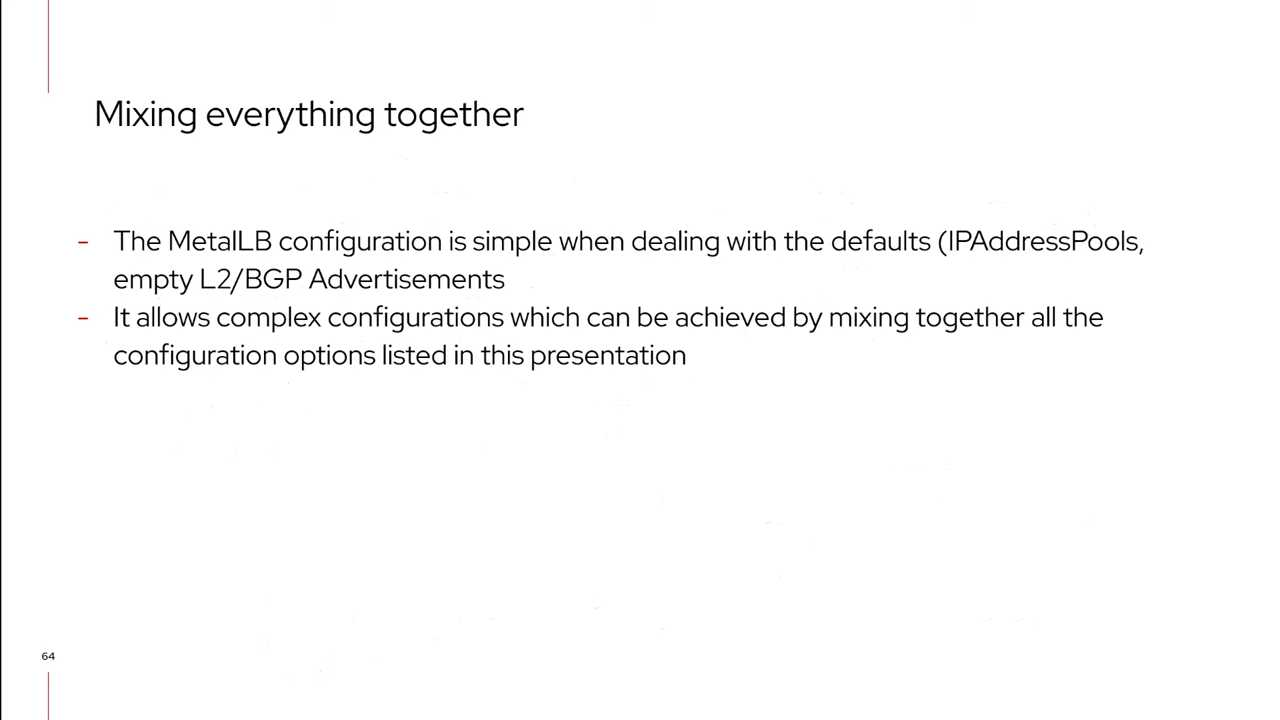 Mixing everything together
- The MetalLB configuration is simple when dealing with the defaults (IPAddressPools,
empty L2/BGP Advertisements
- It allows complex configurations which can be achieved by mixing together all the
configuration options listed in this presentation
64